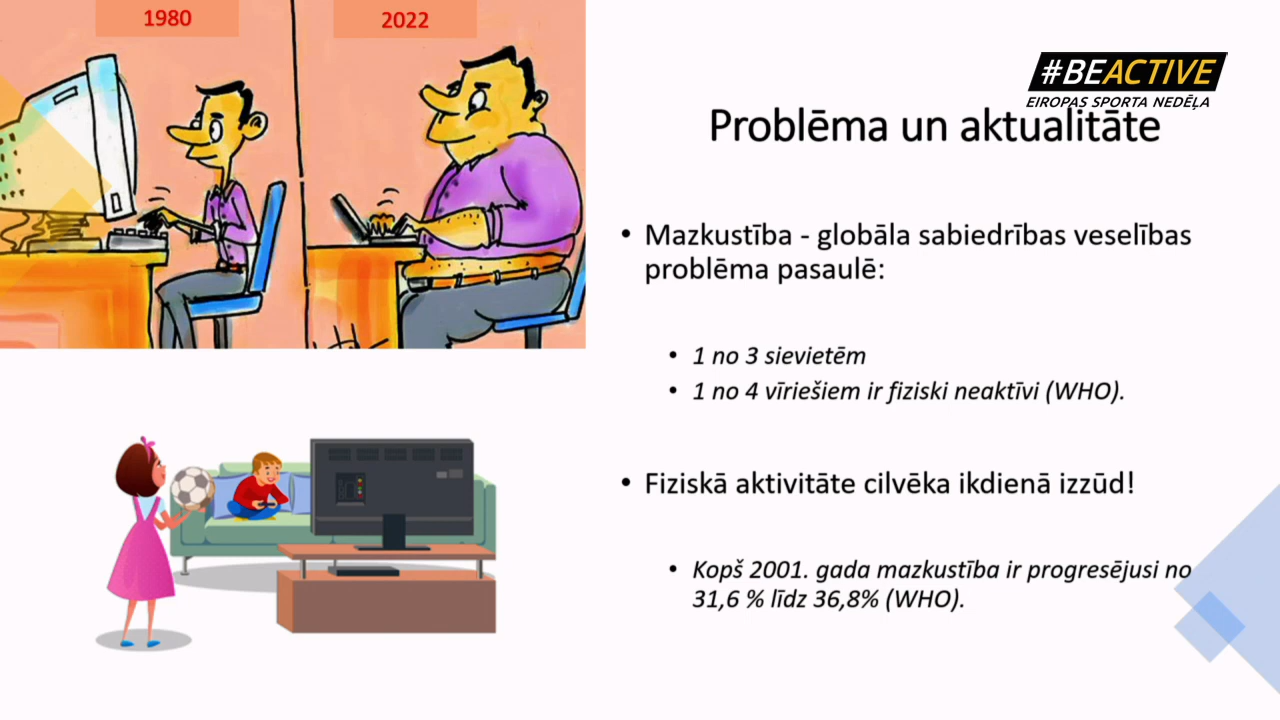 1980
2022
#BEACTIVE
EIROPAS SPORTA NEDĒĻA
Problēma un aktualitāte
• Mazkustība - globāla sabiedrības veselības
problēma pasaulē:
• 1 no 3 sievietēm
• 1 no 4 vīriešiem ir fiziski neaktīvi (WHO).
• Fiziskā aktivitāte cilvēka ikdienā izzūd!
• Kopš 2001. gada mazkustība ir progresējusi no
31,6 % līdz 36,8% (WHO).